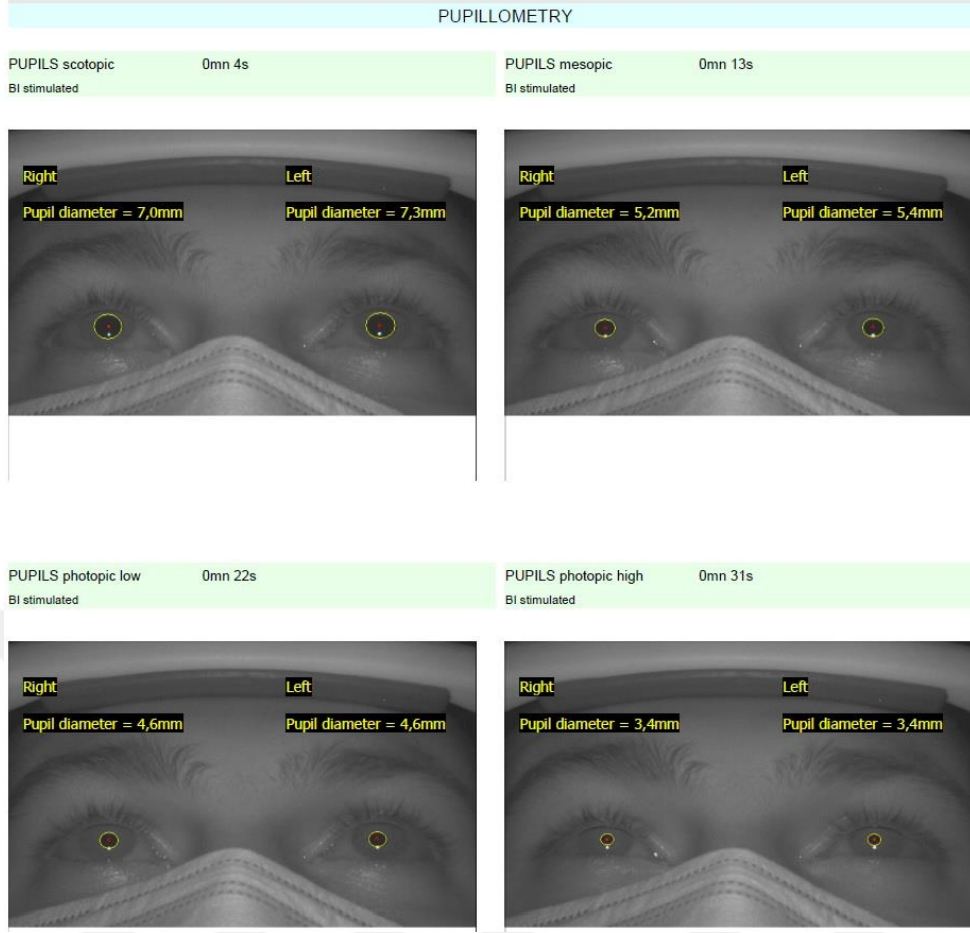 PUPILLOMETRY
PUPILS scotopic 0mn 4s
BI stimulated
Right Left
Pupil diameter = 7,0mm Pupil diameter = 7,3mm
PUPILS mesopic 0mn 13s
BI stimulated
Right Left
Pupil diameter = 5,2mm Pupil diameter = 5,4mm
PUPILS photopic low 0mn 22s
BI stimulated
Right Left
Pupil diameter = 4,6mm Pupil diameter = 4,6mm
PUPILS photopic high 0mn 31s
BI stimulated
Right Left
Pupil diameter = 3,4mm Pupil diameter = 3,4mm